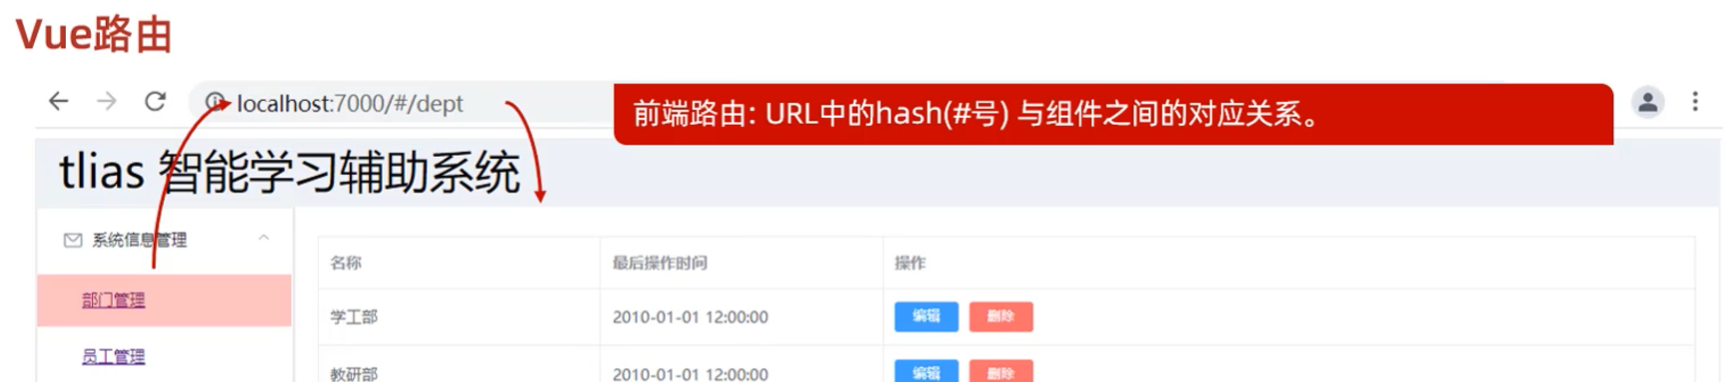 Vue路由
localhost:7000/#/dept
前端路由: URL中的hash(#号) 与组件之间的对应关系。
tlias 智能学习辅助系统
系统信息管理
部门管理
员工管理
名称 最后操作时间 操作
学工部 2010-01-01 12:00:00 编辑 删除
教研部 2010-01-01 12:00:00 编辑 删除